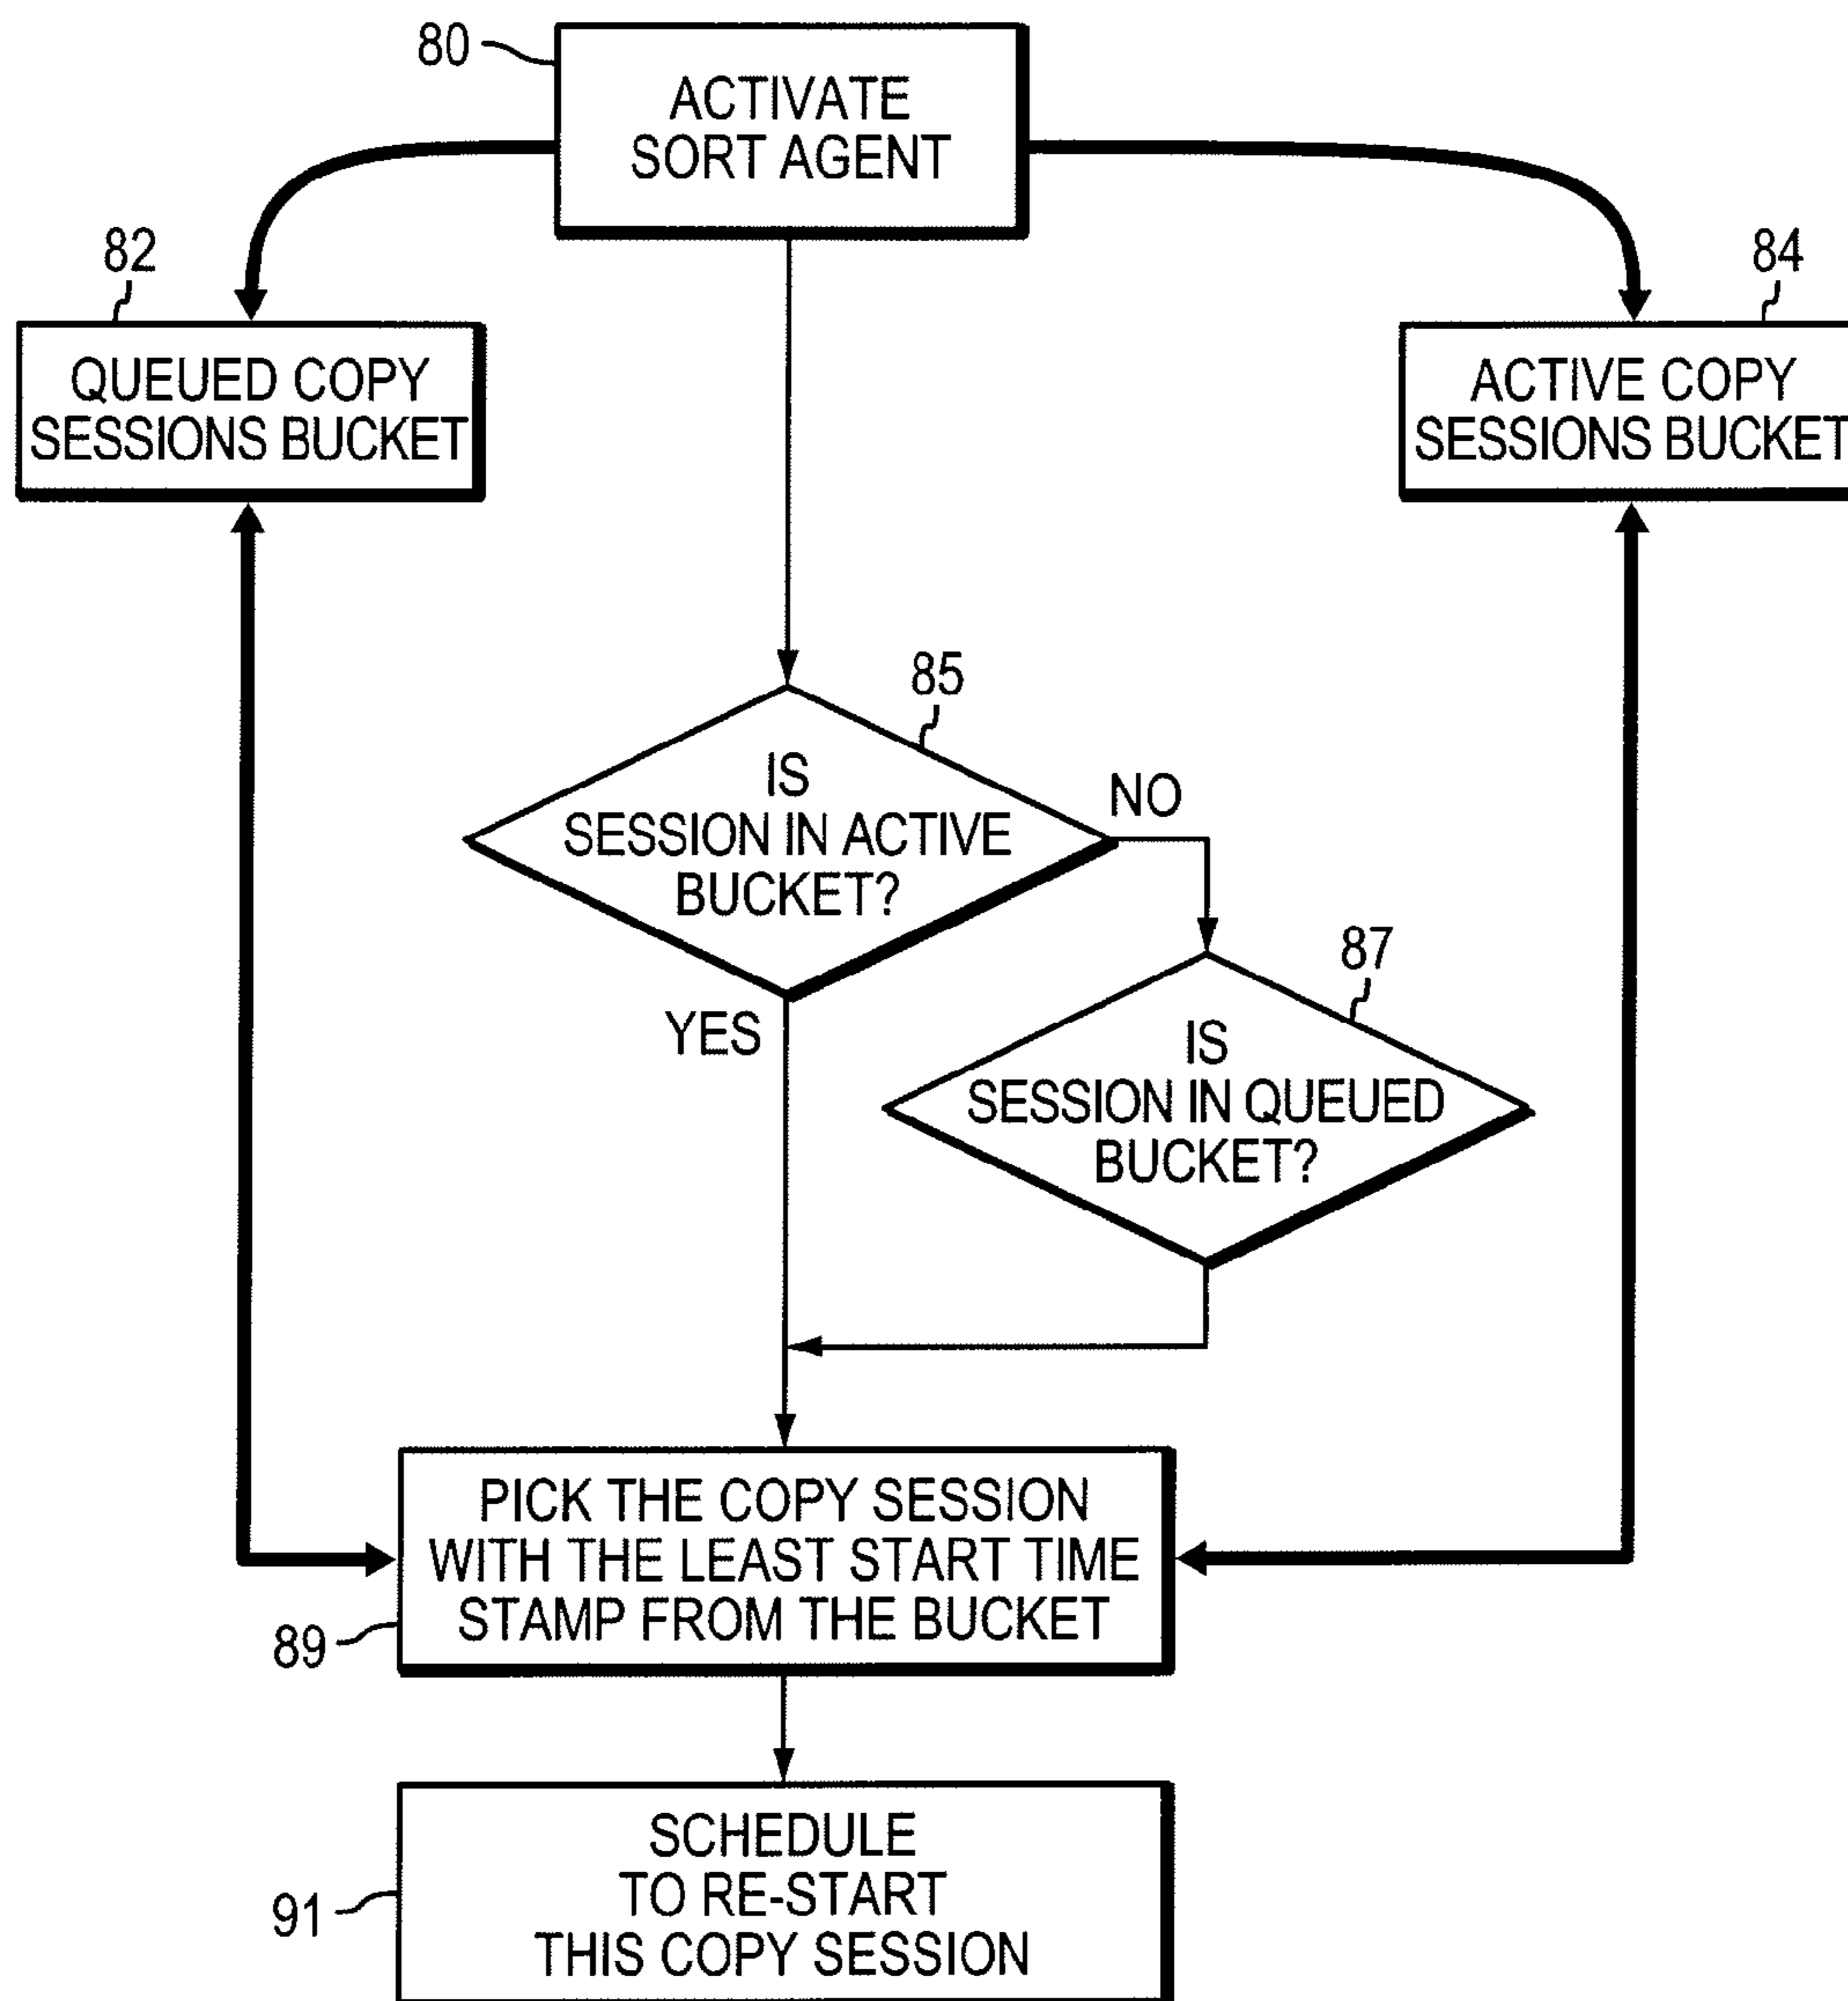 80
ACTIVATE
SORT AGENT
82
QUEUED COPY
SESSIONS BUCKET
84
ACTIVE COPY
SESSIONS BUCKET
85
IS
SESSION IN ACTIVE
BUCKET?
NO
YES
87
IS
SESSION IN QUEUED
BUCKET?
PICK THE COPY SESSION
WITH THE LEAST START TIME
STAMP FROM THE BUCKET
89
SCHEDULE
TO RE-START
THIS COPY SESSION
91